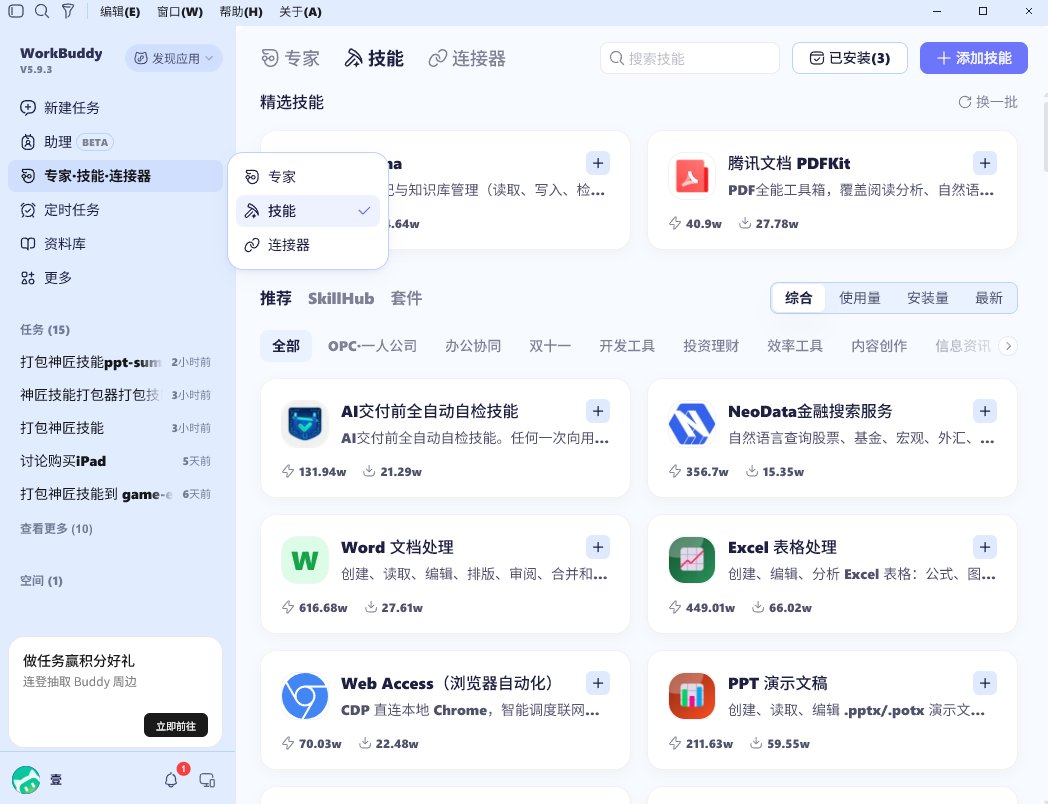 编辑(E) 窗口(W) 帮助(H) 关于(A)
WorkBuddy
V5.9.3
发现应用
新建任务
助理 BETA
专家·技能·连接器
定时任务
资料库
更多
任务 (15)
打包神匠技能ppt-sum 2小时前
神匠技能打包器打包技 3小时前
打包神匠技能 3小时前
讨论购买iPad 5天前
打包神匠技能到 game-e 6天前
查看更多 (10)
空间 (1)
做任务赢积分好礼
连登抽取 Buddy 周边
立即前往
壹
1
专家
技能
连接器
专家 技能 连接器
搜索技能
已安装(3)
添加技能
精选技能
换一批
na
与知识库管理（读取、写入、检...
.64w
腾讯文档 PDFKit
PDF全能工具箱，覆盖阅读分析、自然语...
40.9w 27.78w
推荐 SkillHub 套件
综合 使用量 安装量 最新
全部 OPC·一人公司 办公协同 双十一 开发工具 投资理财 效率工具 内容创作 信息资讯
AI交付前全自动自检技能
AI交付前全自动自检技能。任何一次向用...
131.94w 21.29w
NeoData金融搜索服务
自然语言查询股票、基金、宏观、外汇、...
356.7w 15.35w
Word 文档处理
创建、读取、编辑、排版、审阅、合并和...
616.68w 27.61w
Excel 表格处理
创建、编辑、分析 Excel 表格：公式、图...
449.01w 66.02w
Web Access（浏览器自动化）
CDP 直连本地 Chrome，智能调度联网...
70.03w 22.48w
PPT 演示文稿
创建、读取、编辑 .pptx/.potx 演示文...
211.63w 59.55w